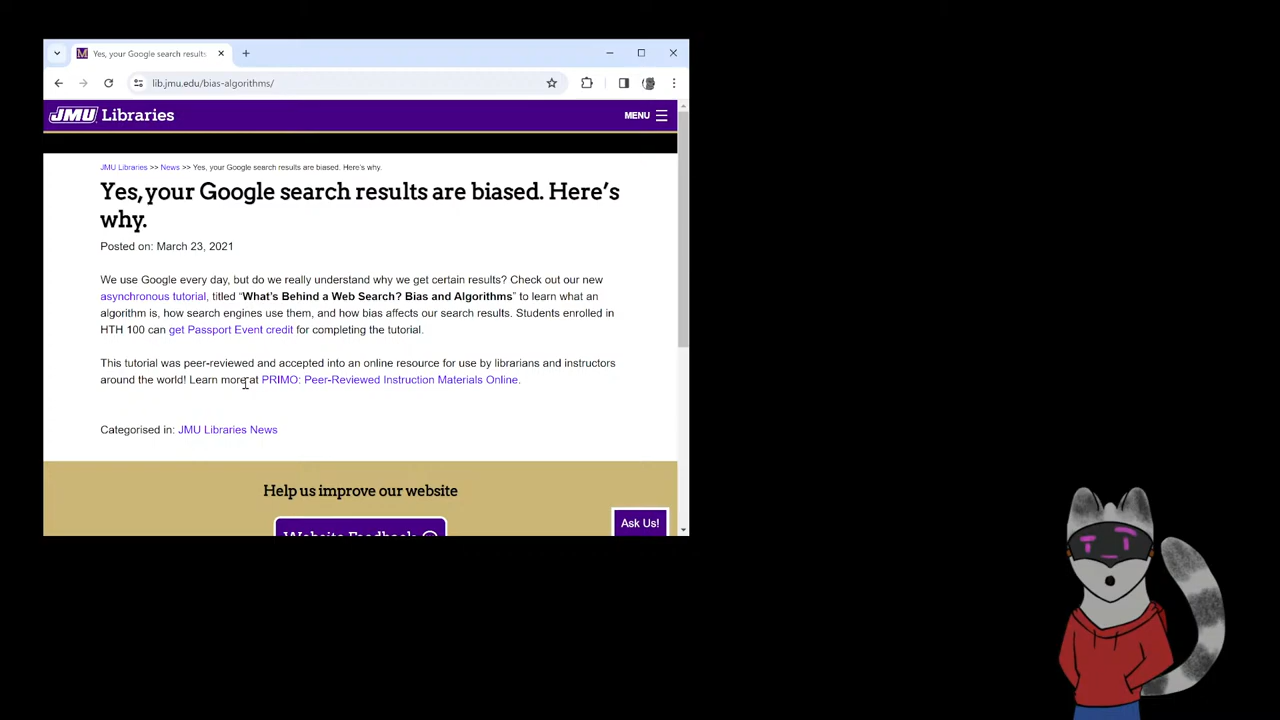 Yes, your Google search results
lib.jmu.edu/bias-algorithms/
JMU Libraries
MENU
JMU Libraries >> News >> Yes, your Google search results are biased. Here's why.
Yes, your Google search results are biased. Here's
why.
Posted on: March 23, 2021
We use Google every day, but do we really understand why we get certain results? Check out our new
asynchronous tutorial, titled "What's Behind a Web Search? Bias and Algorithms" to learn what an
algorithm is, how search engines use them, and how bias affects our search results. Students enrolled in
HTH 100 can get Passport Event credit for completing the tutorial.
This tutorial was peer-reviewed and accepted into an online resource for use by librarians and instructors
around the world! Learn more at PRIMO: Peer-Reviewed Instruction Materials Online.
Categorised in: JMU Libraries News
Help us improve our website
Website Feedback
Ask Us!